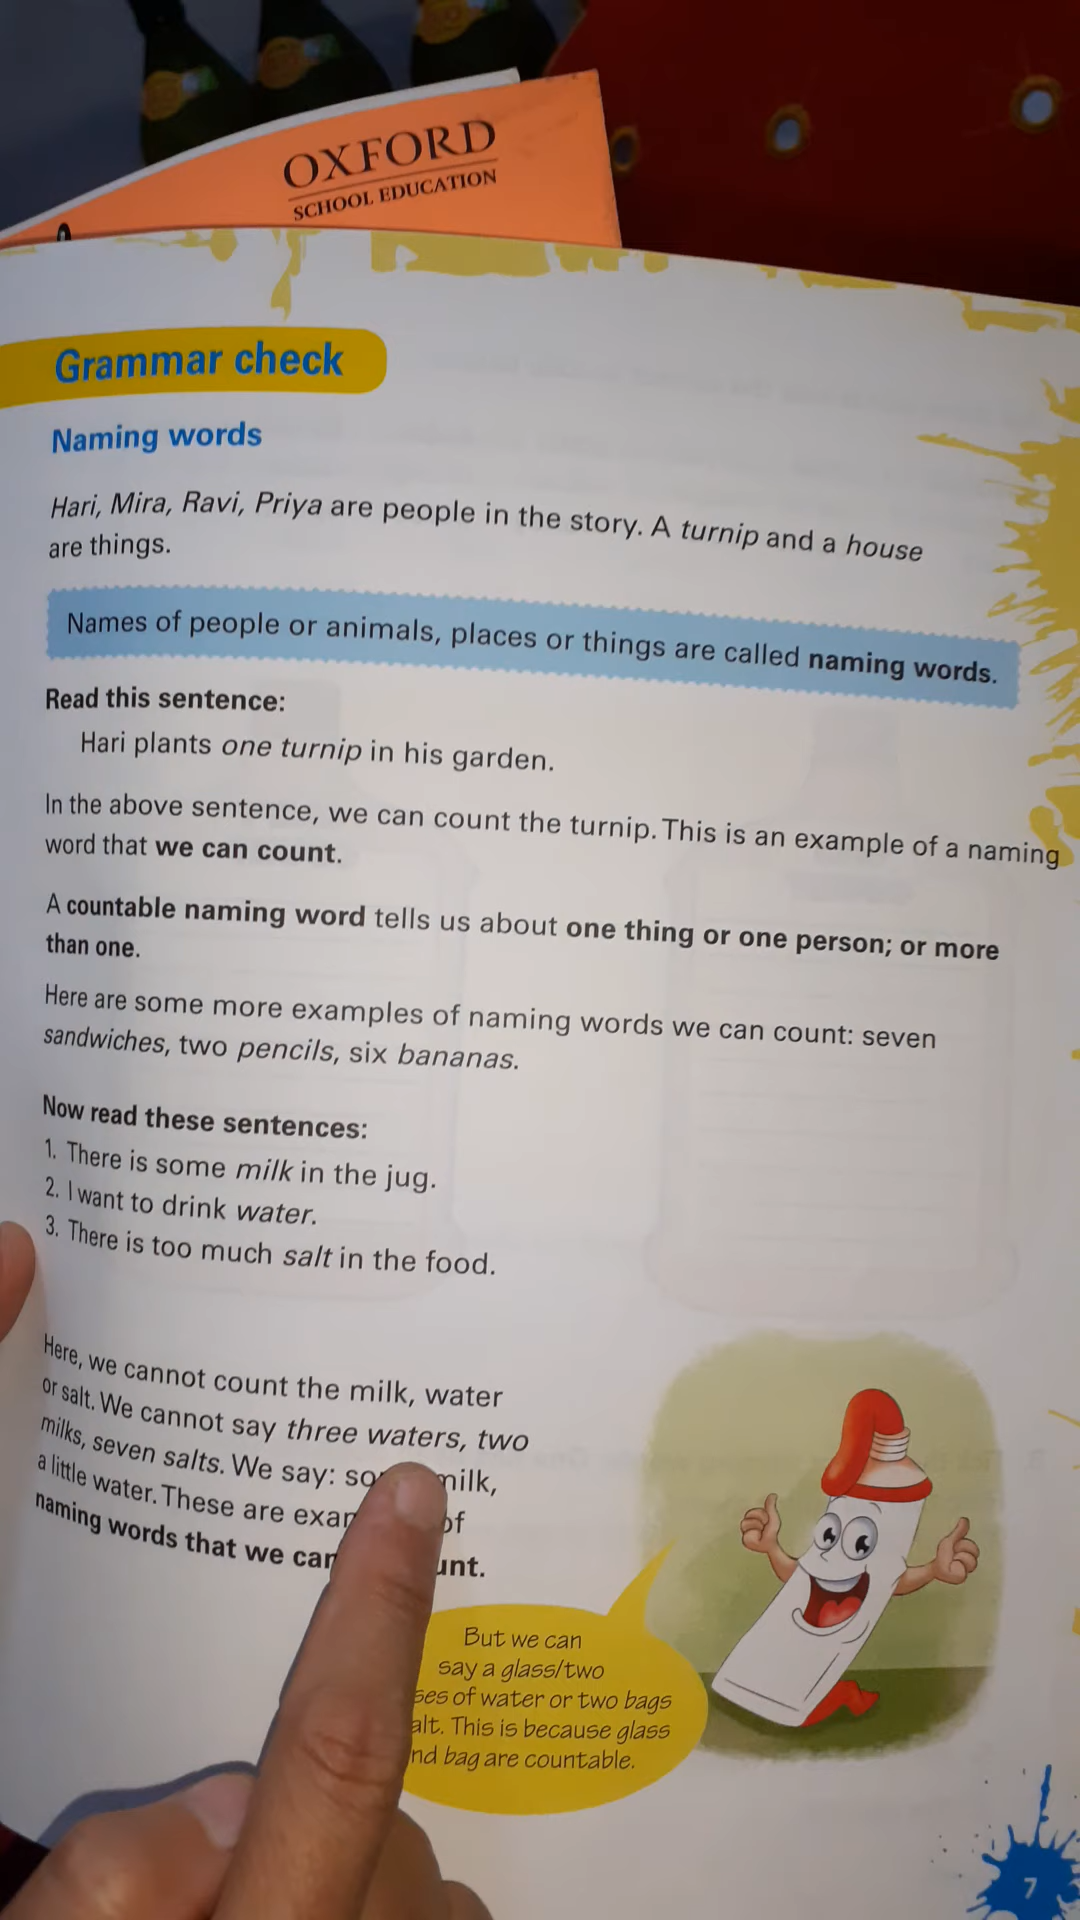 OXFORD
SCHOOL EDUCATION
Grammar check
Naming words
Hari, Mira, Ravi, Priya are people in the story. A turnip and a house
are things.
Names of people or animals, places or things are called naming words.
Read this sentence:
Hari plants one turnip in his garden.
In the above sentence, we can count the turnip. This is an example of a naming
word that we can count.
A countable naming word tells us about one thing or one person; or more
than one.
Here are some more examples of naming words we can count: seven
sandwiches, two pencils, six bananas.
Now read these sentences:
1. There is some milk in the jug.
2. I want to drink water.
3. There is too much salt in the food.
Here, we cannot count the milk, water
or salt. We cannot say three waters, two
milks, seven salts. We say: milk,
a little water. These are of
naming words that we
But we can
say a glass/two
of water or two bags
This is because glass
bag are countable.
7